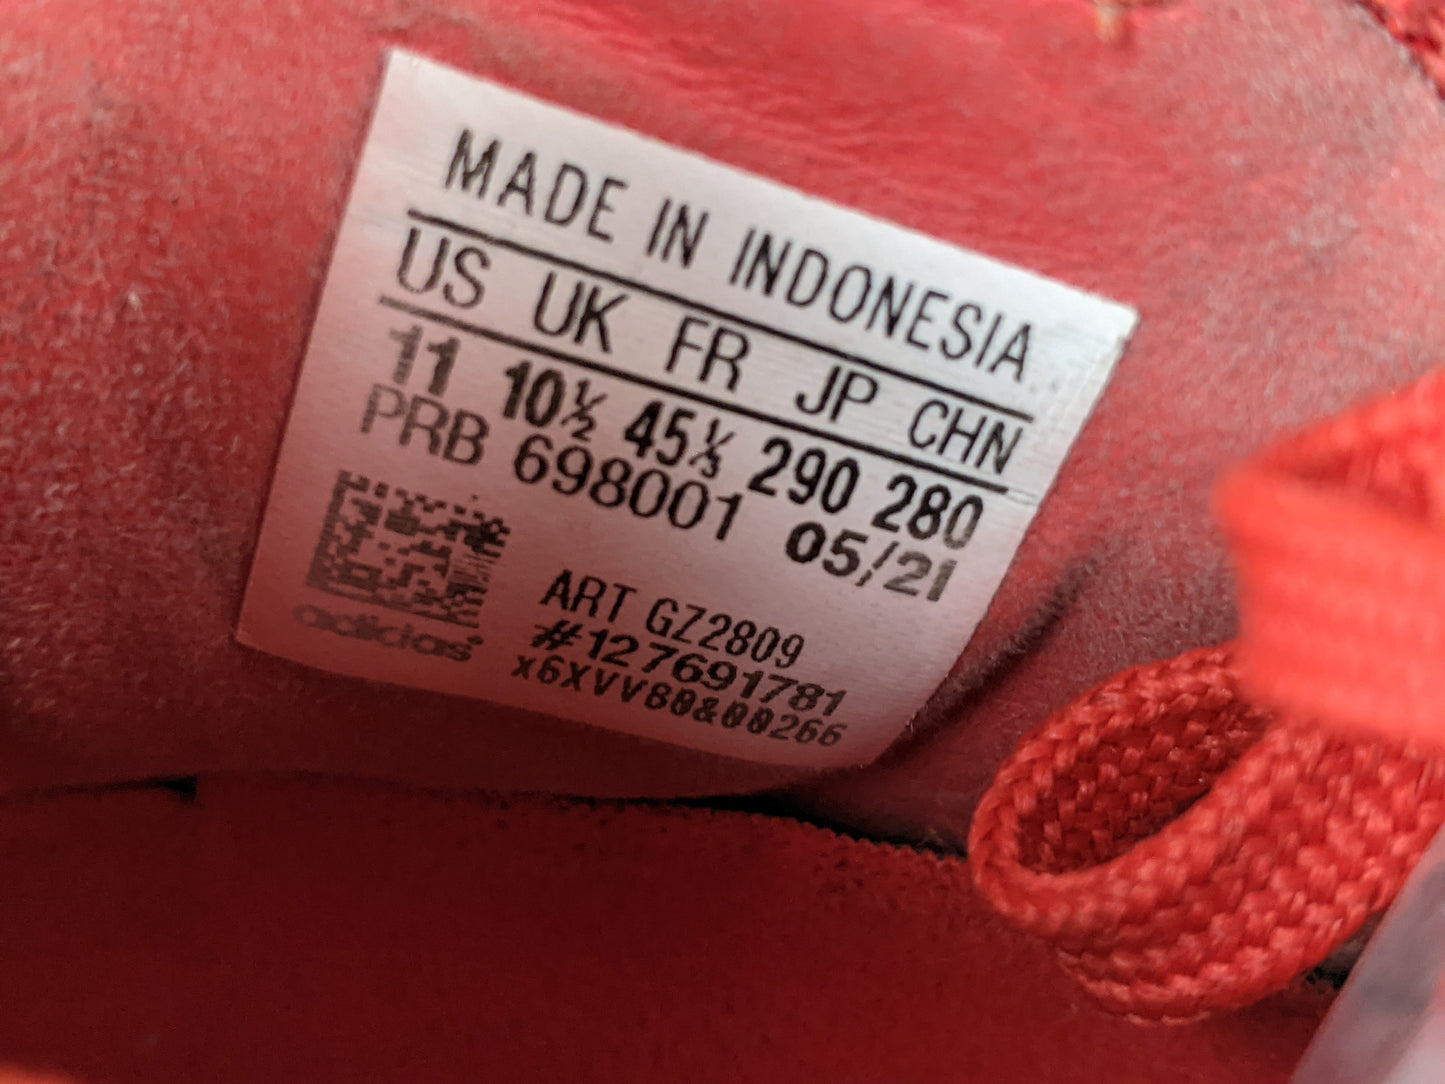 MADE IN INDONESIA
US UK FR JP CHN
11 10½ 45⅓ 290 280
PRB 698001 05/21
ART GZ2809
#127691781
x6XVV80&00266
adidas